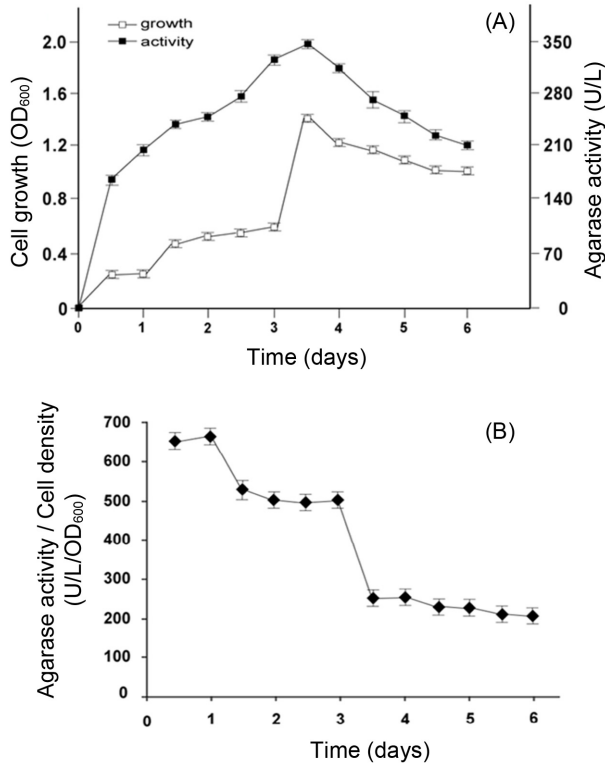 growth
activity
(A)
Cell growth (OD600)
2.0
1.6
1.2
0.8
0.4
0
350
280
210
140
70
0
Agarase activity (U/L)
0 1 2 3 4 5 6
Time (days)
(B)
Agarase activity / Cell density
(U/L/OD600)
700
600
500
400
300
200
100
0
0 1 2 3 4 5 6
Time (days)